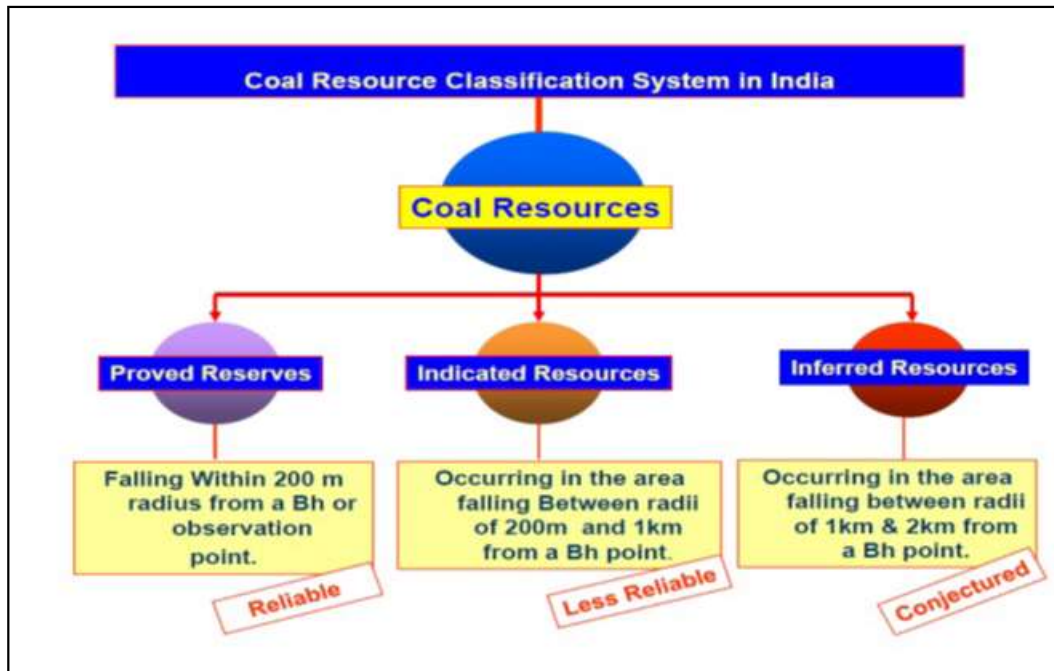 Coal Resource Classification System in India
Coal Resources
Proved Reserves
Indicated Resources
Inferred Resources
Falling Within 200 m
radius from a Bh or
observation
point.
Reliable
Occurring in the area
falling Between radii
of 200m and 1km
from a Bh point.
Less Reliable
Occurring in the area
falling between radii
of 1km & 2km from
a Bh point.
Conjectured